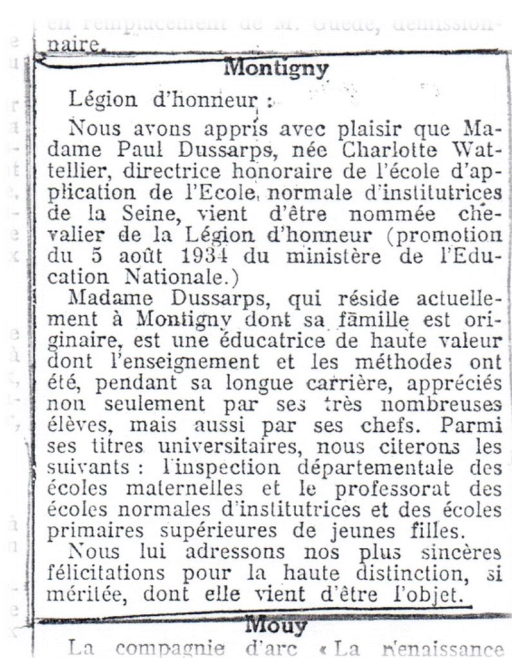 en remplacement de M. Guède, démission-
naire.
Montigny
Légion d'honneur :
Nous avons appris avec plaisir que Ma-
dame Paul Dussarps, née Charlotte Wat-
tellier, directrice honoraire de l'école d'ap-
plication de l'Ecole normale d'institutrices
de la Seine, vient d'être nommée che-
valier de la Légion d'honneur (promotion
du 5 août 1934 du ministère de l'Edu-
cation Nationale.)
Madame Dussarps, qui réside actuelle-
ment à Montigny dont sa famille est ori-
ginaire, est une éducatrice de haute valeur
dont l'enseignement et les méthodes ont
été, pendant sa longue carrière, appréciés
non seulement par ses très nombreuses
élèves, mais aussi par ses chefs. Parmi
ses titres universitaires, nous citerons les
suivants : l'inspection départementale des
écoles maternelles et le professorat des
écoles normales d'institutrices et des écoles
primaires supérieures de jeunes filles.
Nous lui adressons nos plus sincères
félicitations pour la haute distinction, si
méritée, dont elle vient d'être l'objet.
Mouy
La compagnie d'arc « La Renaissance